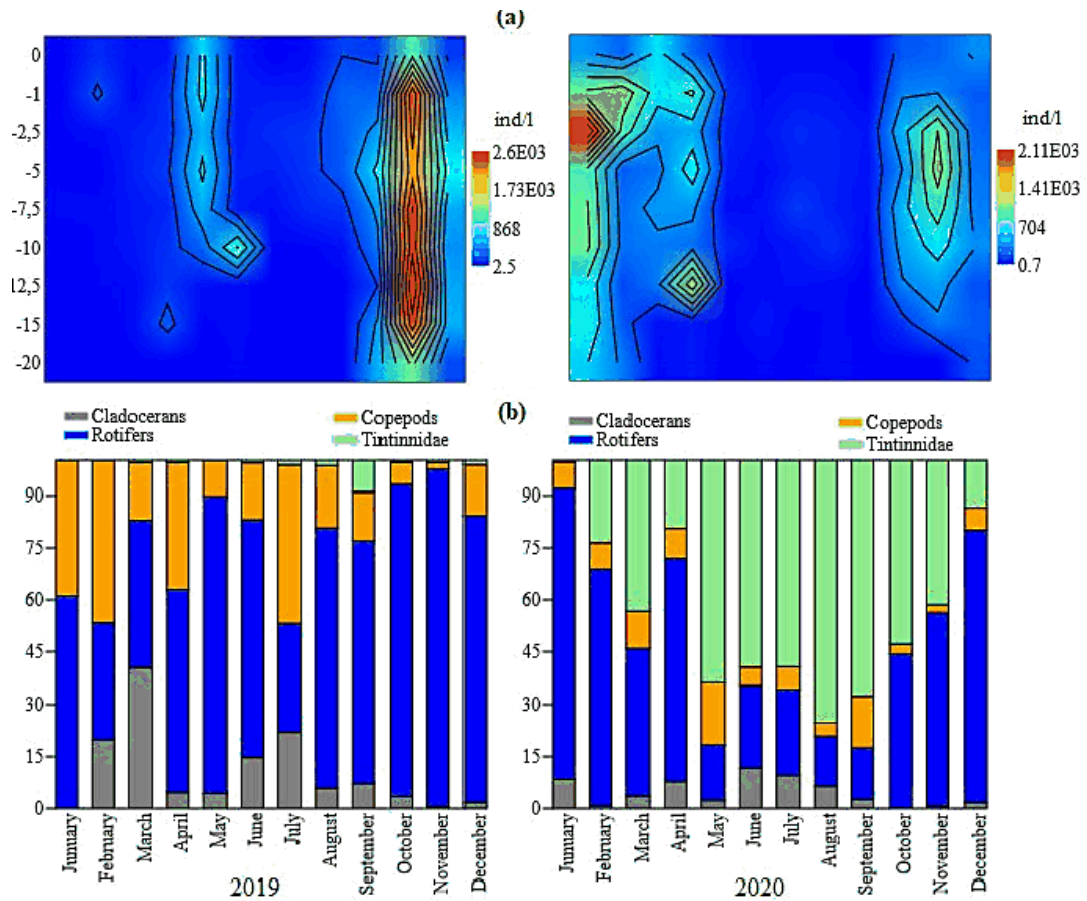 (a)
0
-1
-2,5
-5
-7,5
-10
12,5
-15
-20
ind/l
2.6E03
1.73E03
868
2.5
ind/l
2.11E03
1.41E03
704
0.7
(b)
Cladocerans
Rotifers
Copepods
Tintinnidae
Cladocerans
Rotifers
Copepods
Tintinnidae
90
75
60
45
30
15
0
90
75
60
45
30
15
0
Junuary
February
March
April
May
June
July
August
September
October
November
December
2019
Junuary
February
March
April
May
June
July
August
September
October
November
December
2020